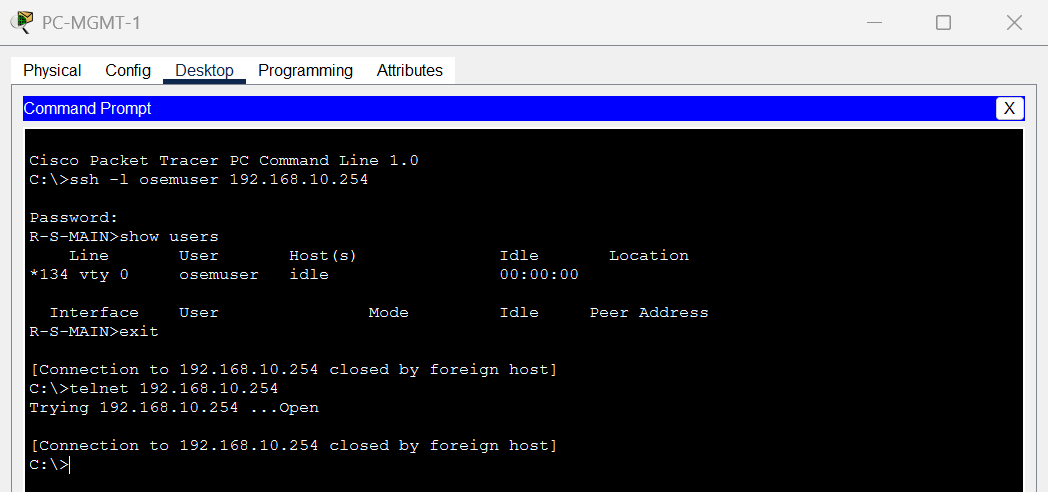 PC-MGMT-1
Physical Config Desktop Programming Attributes
Command Prompt
X
Cisco Packet Tracer PC Command Line 1.0
C:\>ssh -l osemuser 192.168.10.254
Password:
R-S-MAIN>show users
Line User Host(s) Idle Location
*134 vty 0 osemuser idle 00:00:00
Interface User Mode Idle Peer Address
R-S-MAIN>exit
[Connection to 192.168.10.254 closed by foreign host]
C:\>telnet 192.168.10.254
Trying 192.168.10.254 ...Open
[Connection to 192.168.10.254 closed by foreign host]
C:\>